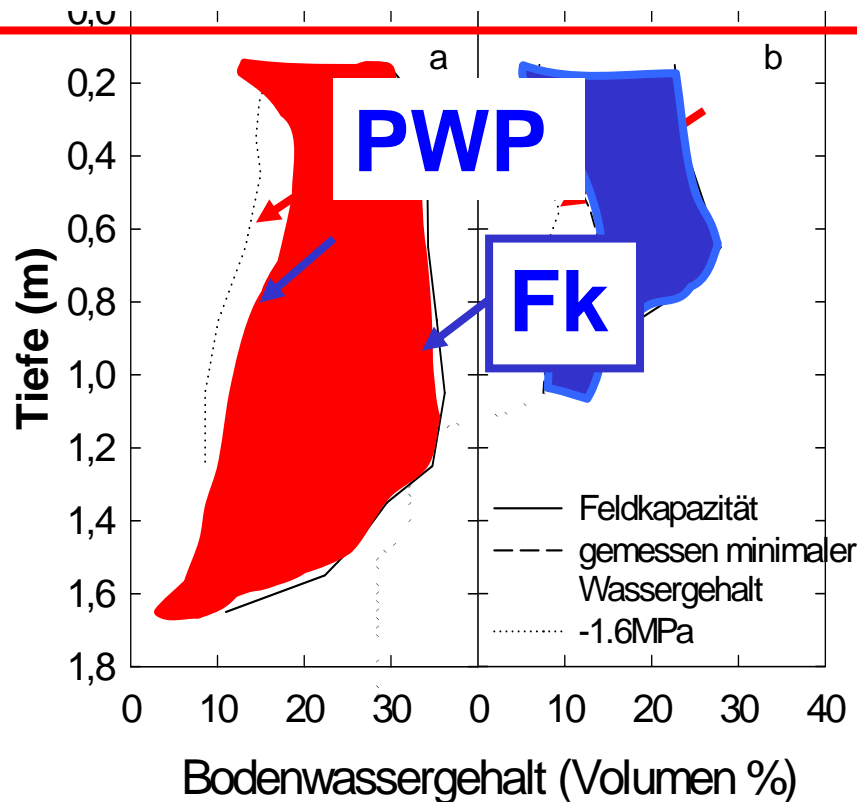 0,0
a
b
0,2
PWP
0,4
0,6
Fk
0,8
1,0
1,2
1,4
1,6
1,8
Tiefe (m)
Feldkapazität
gemessen minimaler
Wassergehalt
-1.6MPa
0 10 20 30 0 10 20 30 40
Bodenwassergehalt (Volumen %)